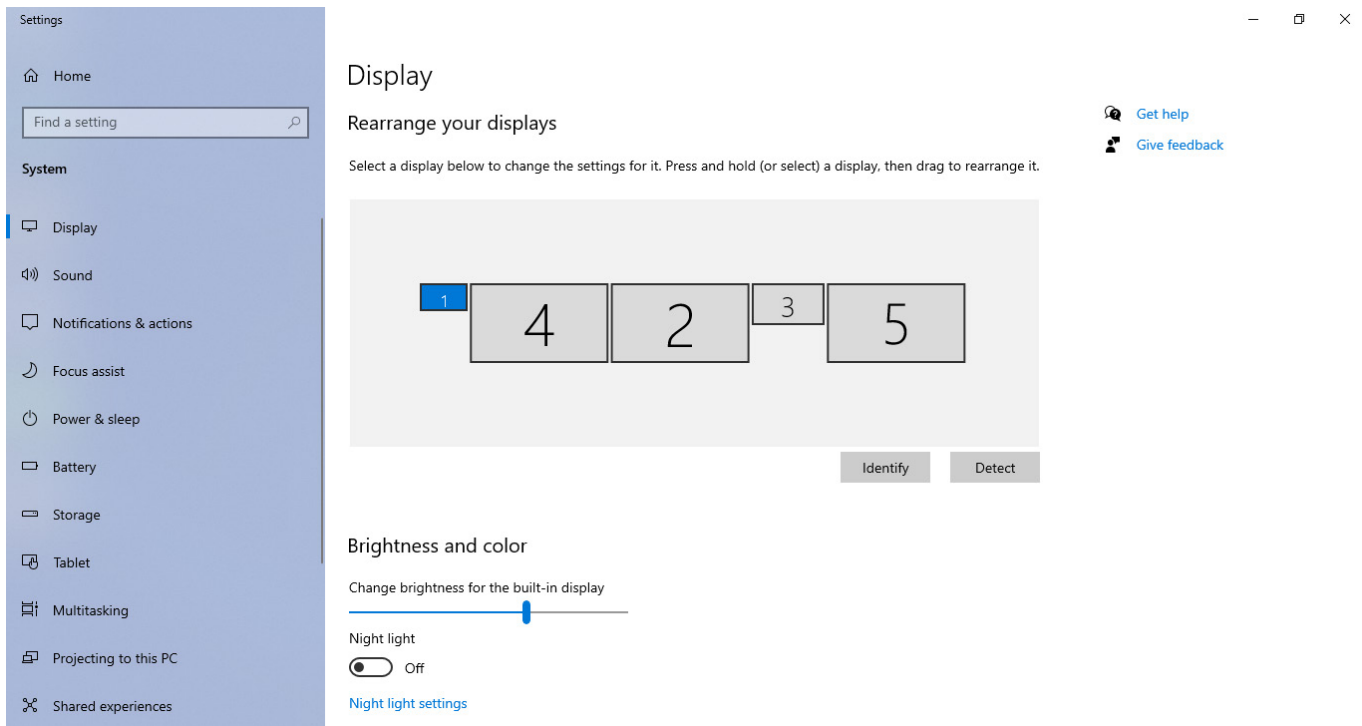 Settings
Home
Find a setting
System
Display
Sound
Notifications & actions
Focus assist
Power & sleep
Battery
Storage
Tablet
Multitasking
Projecting to this PC
Shared experiences
Display
Rearrange your displays
Select a display below to change the settings for it. Press and hold (or select) a display, then drag to rearrange it.
1 4 2 3 5
Identify Detect
Brightness and color
Change brightness for the built-in display
Night light
Off
Night light settings
Get help
Give feedback